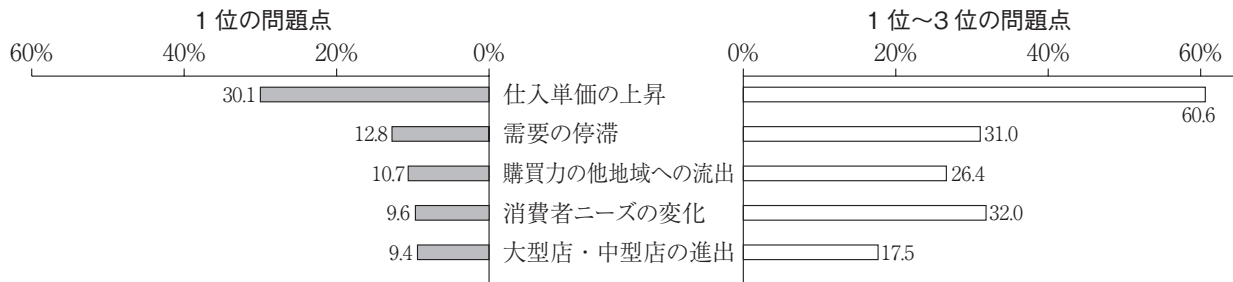 1位の問題点 1位~3位の問題点
60% 40% 20% 0% 0% 20% 40% 60%
30.1 仕入単価の上昇 60.6
12.8 需要の停滞 31.0
10.7 購買力の他地域への流出 26.4
9.6 消費者ニーズの変化 32.0
9.4 大型店・中型店の進出 17.5